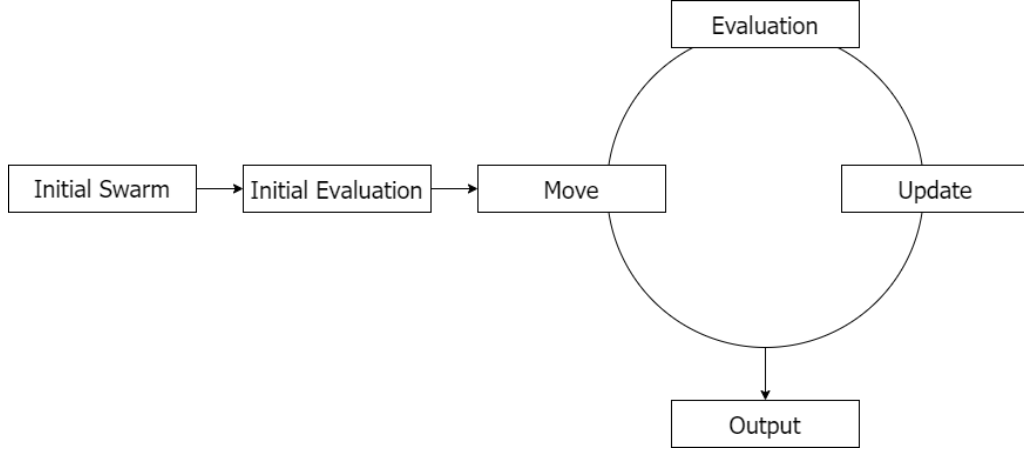 Evaluation
Initial Swarm
Initial Evaluation
Move
Update
Output